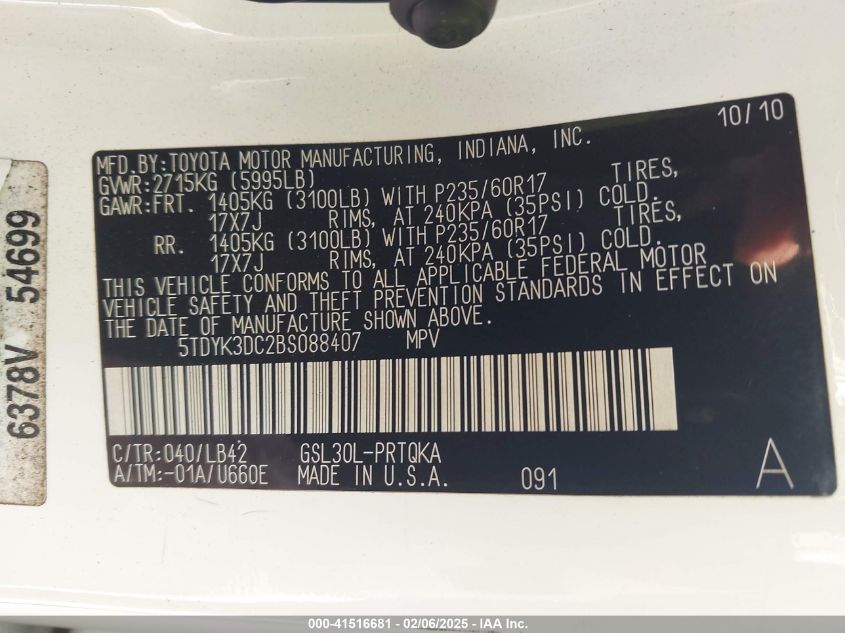 10/10
MFD. BY: TOYOTA MOTOR MANUFACTURING, INDIANA, INC.
GVWR: 2715KG (5995LB)
GAWR: FRT. 1405KG (3100LB) WITH P235/60R17 TIRES,
17X7J RIMS, AT 240KPA (35PSI) COLD.
RR. 1405KG (3100LB) WITH P235/60R17 TIRES,
17X7J RIMS, AT 240KPA (35PSI) COLD.
THIS VEHICLE CONFORMS TO ALL APPLICABLE FEDERAL MOTOR
VEHICLE SAFETY AND THEFT PREVENTION STANDARDS IN EFFECT ON
THE DATE OF MANUFACTURE SHOWN ABOVE.
5TDYK3DC2BS088407 MPV
C/TR: 040/LB42 GSL30L-PRTQKA
A/TM: -01A/U660E MADE IN U.S.A. 091 A
6378V 54699
000-41516681 - 02/06/2025 - IAA Inc.